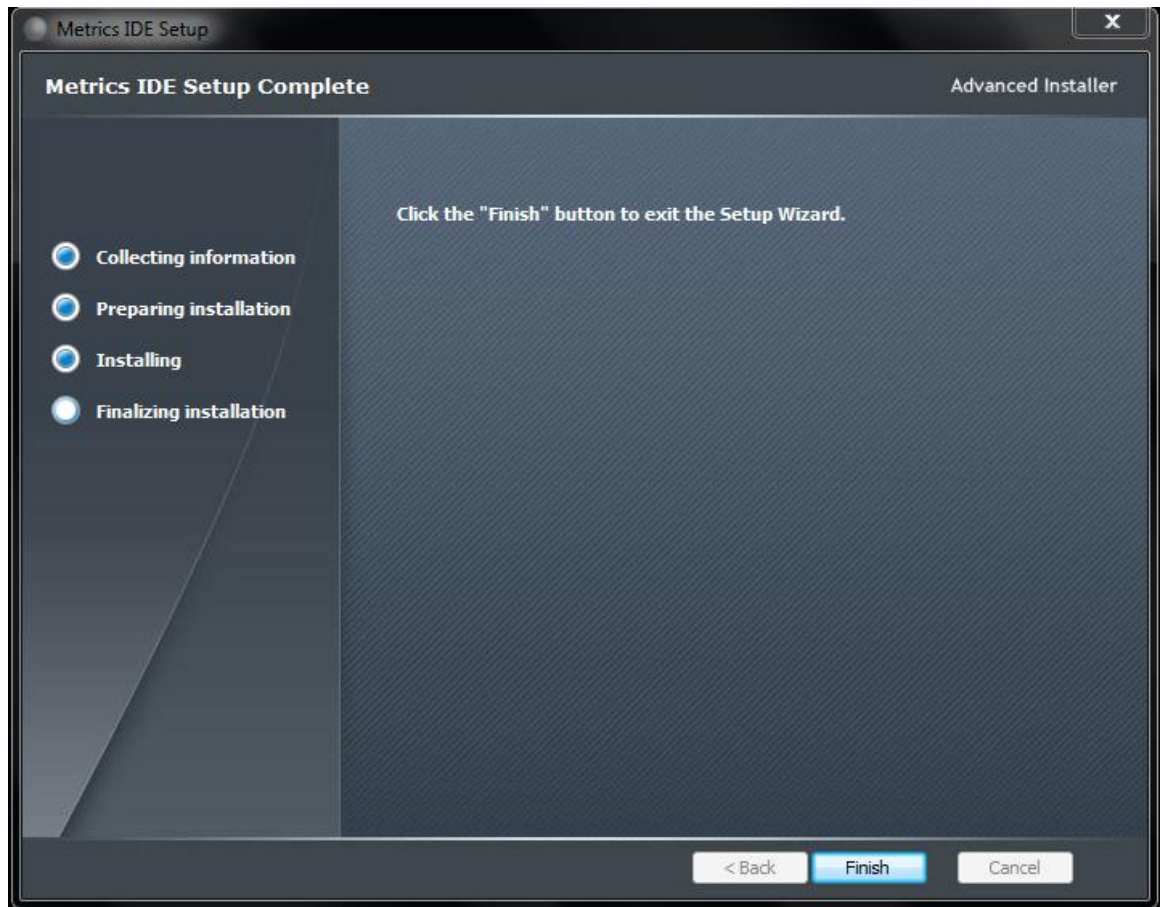 Metrics IDE Setup
X
Metrics IDE Setup Complete
Advanced Installer
Click the "Finish" button to exit the Setup Wizard.
Collecting information
Preparing installation
Installing
Finalizing installation
< Back Finish Cancel